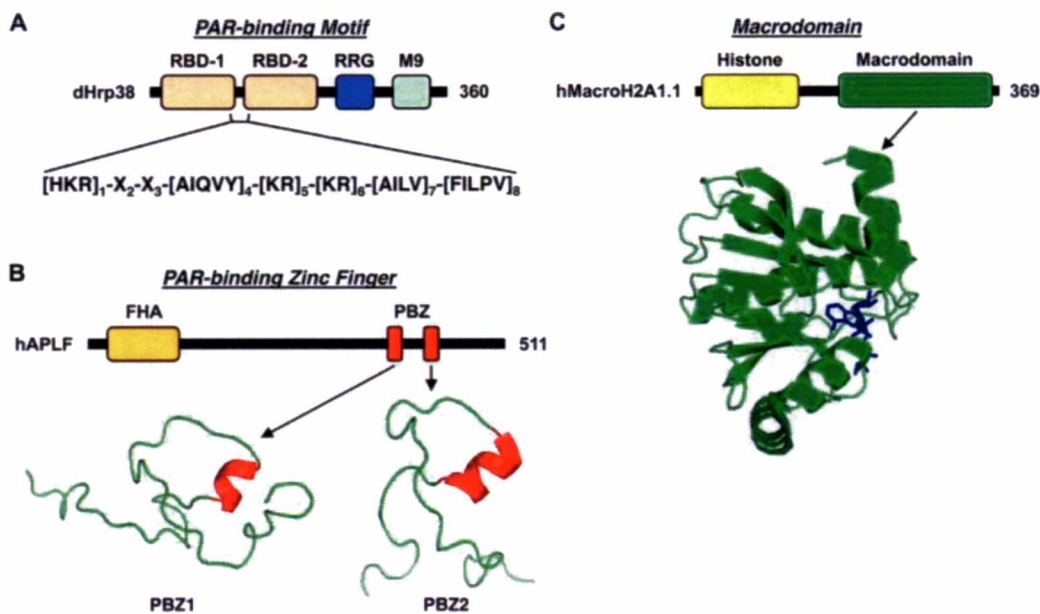 A
PAR-binding Motif
RBD-1 RBD-2 RRG M9
dHrp38 360
[HKR]1-X2-X3-[AIQVY]4-[KR]5-[KR]6-[AILV]7-[FILPV]8
B
PAR-binding Zinc Finger
FHA PBZ
hAPLF 511
PBZ1 PBZ2
C
Macrodomain
Histone Macrodomain
hMacroH2A1.1 369